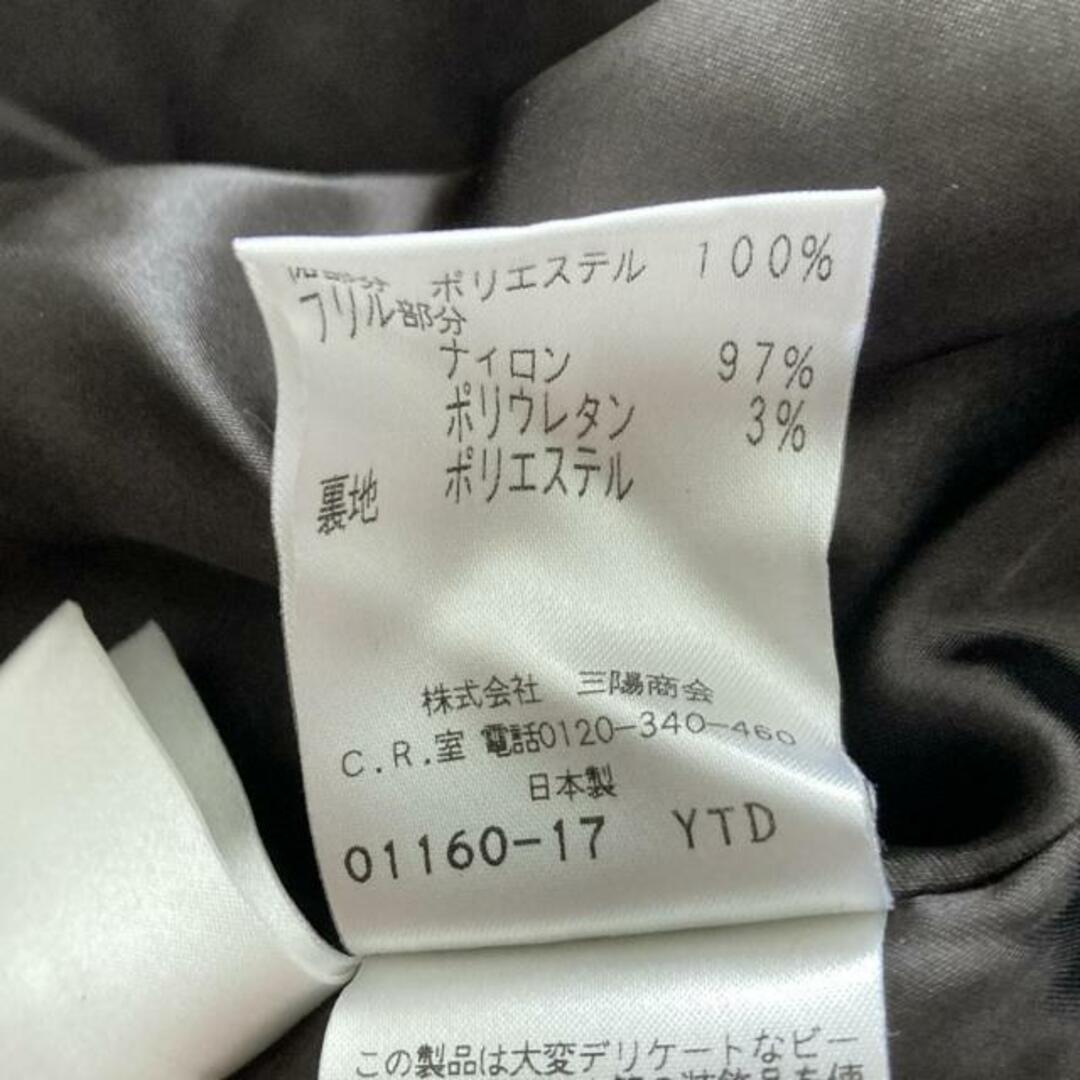 ポリエステル 100%
フリル部分
ナイロン 97%
ポリウレタン 3%
裏地 ポリエステル
株式会社 三陽商会
C.R.室 電話0120-340-460
日本製
01160-17 YTD
この製品は大変デリケートなビー